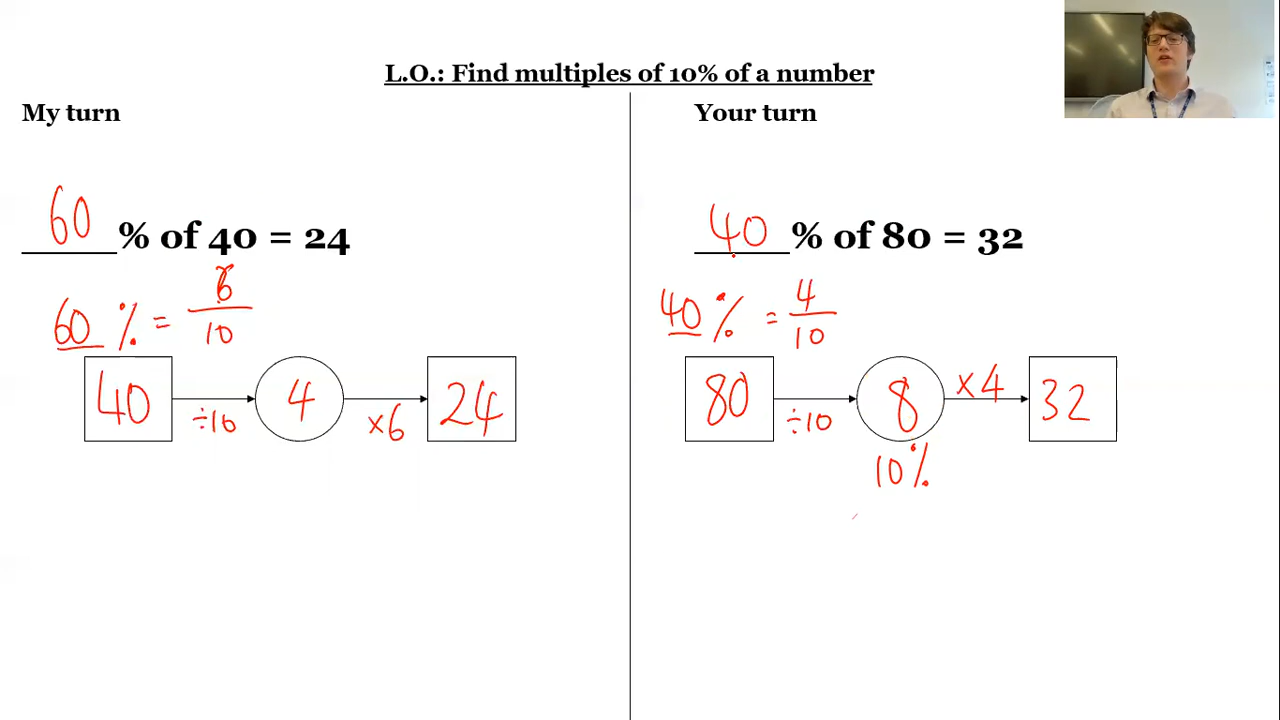 L.O.: Find multiples of 10% of a number
My turn
60% of 40 = 24
60 % = 6/10
40 ÷10 4 ×6 24
Your turn
40% of 80 = 32
40 % = 4/10
80 ÷10 8 ×4 32
10%